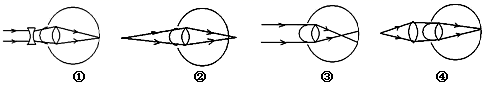 ① ② ③ ④